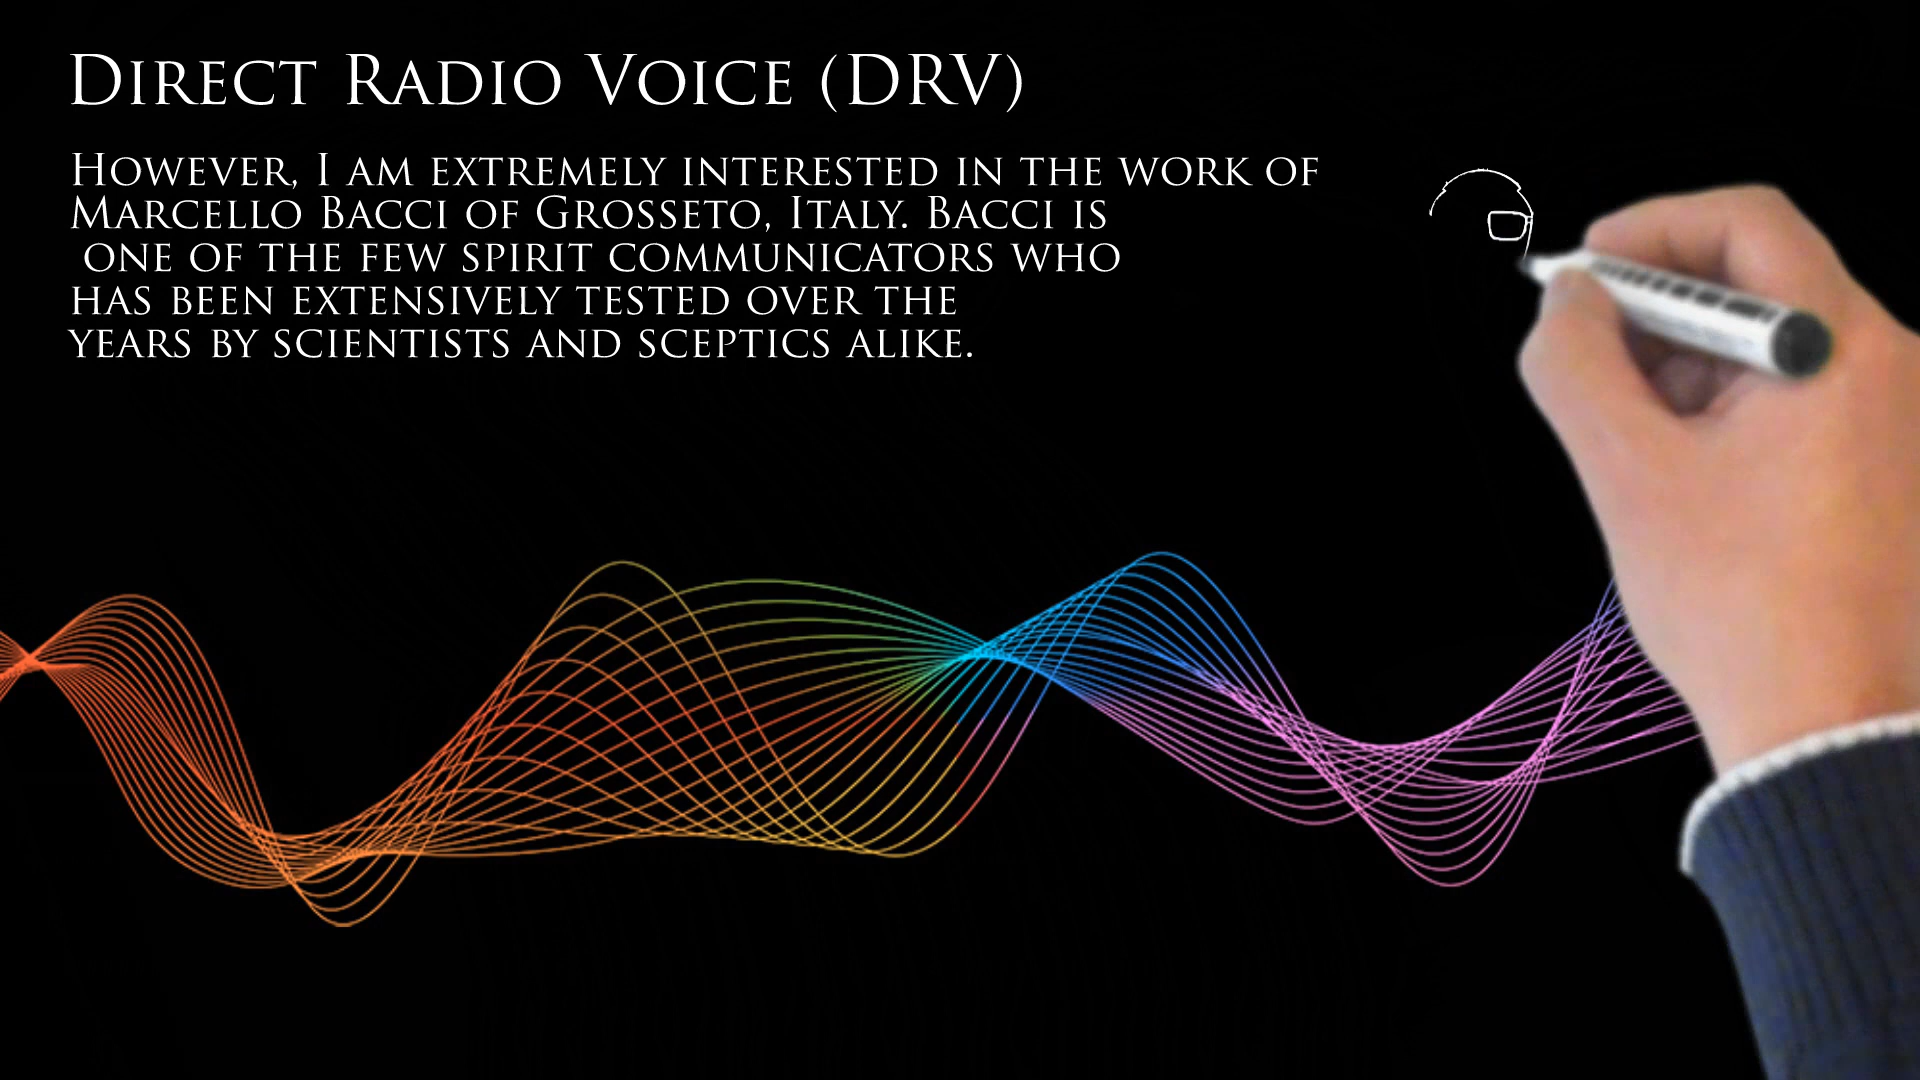 Direct Radio Voice (DRV)
However, I am extremely interested in the work of
Marcello Bacci of Grosseto, Italy. Bacci is
one of the few spirit communicators who
has been extensively tested over the
years by scientists and sceptics alike.